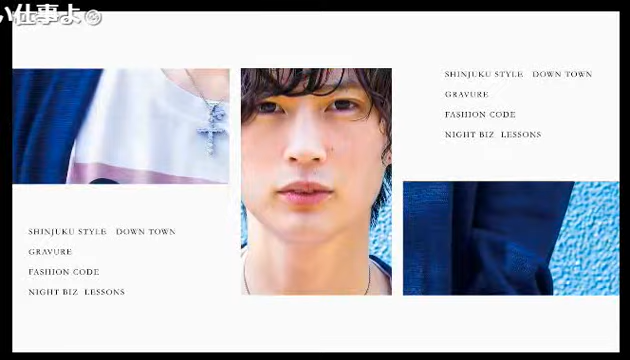 い仕事よ
SHINJUKU STYLE DOWN TOWN
GRAVURE
FASHION CODE
NIGHT BIZ LESSONS
SHINJUKU STYLE DOWN TOWN
GRAVURE
FASHION CODE
NIGHT BIZ LESSONS